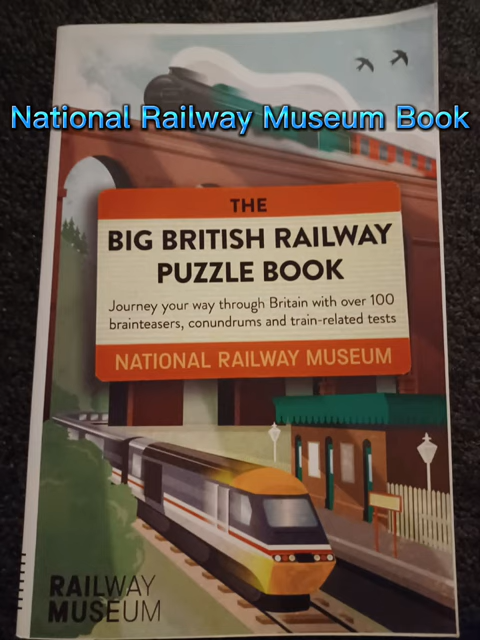 National Railway Museum Book
THE
BIG BRITISH RAILWAY
PUZZLE BOOK
Journey your way through Britain with over 100
brainteasers, conundrums and train-related tests
NATIONAL RAILWAY MUSEUM
RAILWAY
MUSEUM